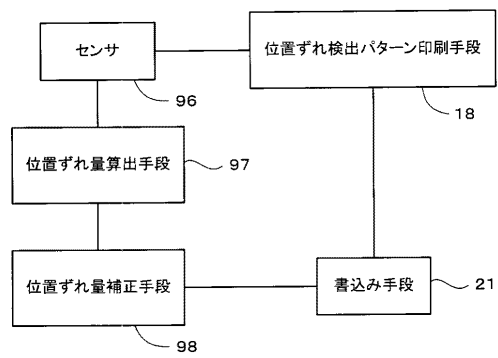 センサ
位置ずれ検出パターン印刷手段
96
18
位置ずれ量算出手段
97
位置ずれ量補正手段
書込み手段
21
98